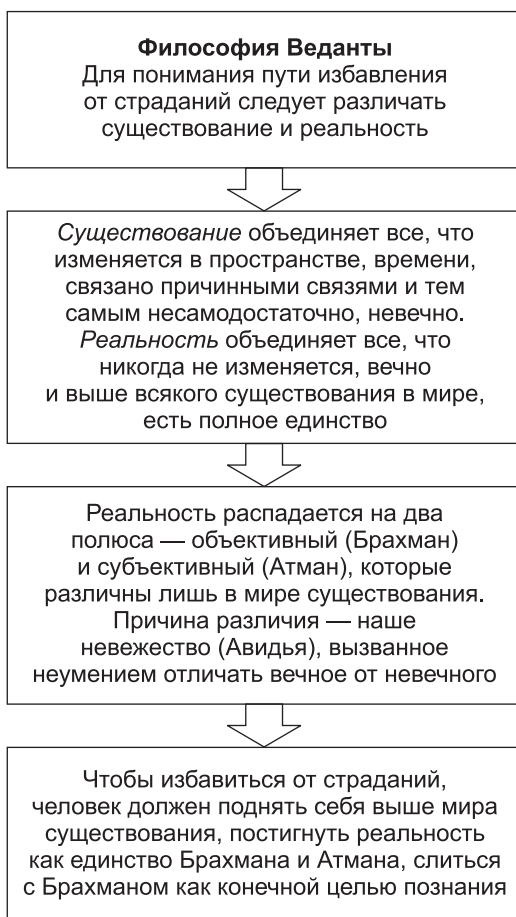 Философия Веданты
Для понимания пути избавления
от страданий следует различать
существование и реальность
Существование объединяет все, что
изменяется в пространстве, времени,
связано причинными связями и тем
самым несамодостаточно, невечно.
Реальность объединяет все, что
никогда не изменяется, вечно
и выше всякого существования в мире,
есть полное единство
Реальность распадается на два
полюса — объективный (Брахман)
и субъективный (Атман), которые
различны лишь в мире существования.
Причина различия — наше
невежество (Авидья), вызванное
неумением отличать вечное от невечного
Чтобы избавиться от страданий,
человек должен поднять себя выше мира
существования, постигнуть реальность
как единство Брахмана и Атмана, слиться
с Брахманом как конечной целью познания